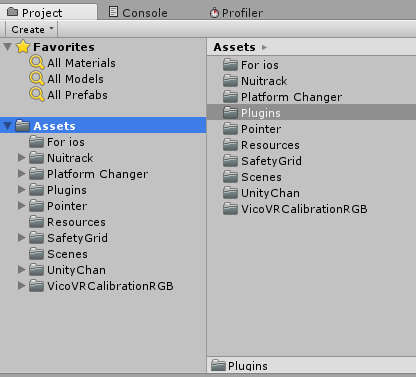 Project Console Profiler
Create
Favorites
All Materials
All Models
All Prefabs
Assets
For ios
Nuitrack
Platform Changer
Plugins
Pointer
Resources
SafetyGrid
Scenes
UnityChan
VicoVRCalibrationRGB
Assets
For ios
Nuitrack
Platform Changer
Plugins
Pointer
Resources
SafetyGrid
Scenes
UnityChan
VicoVRCalibrationRGB
Plugins